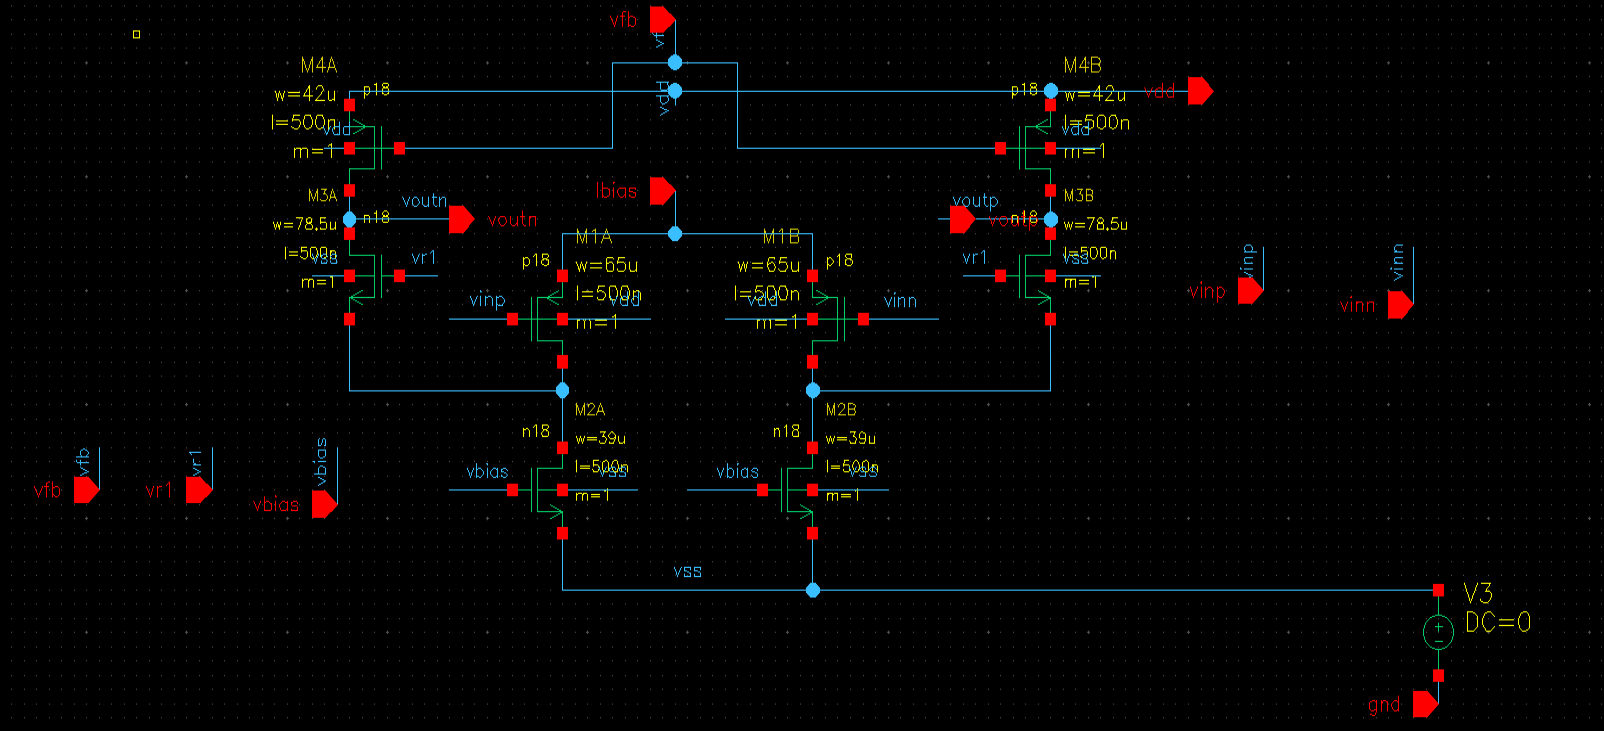 vfb
vf
vdd
M4A
p18
w=42u
l=500n
vdd
m=1
M4B
p18
w=42u
vdd
l=500n
vdd
m=1
M3A
n18
w=78.5u
l=500n
vss
m=1
voutn
voutn
vr1
Ibias
voutp
voutp
M3B
n18
w=78.5u
l=500n
vss
m=1
vr1
M1A
p18
w=65u
l=500n
vdd
m=1
vinp
M1B
p18
w=65u
l=500n
vdd
m=1
vinn
vinp
vinp
vinn
vinn
M2A
n18
w=39u
l=500n
vss
m=1
vbias
M2B
n18
w=39u
l=500n
vss
m=1
vbias
vfb
vfb
vr1
vr1
vbias
vbias
vss
V3
DC=0
+
-
gnd